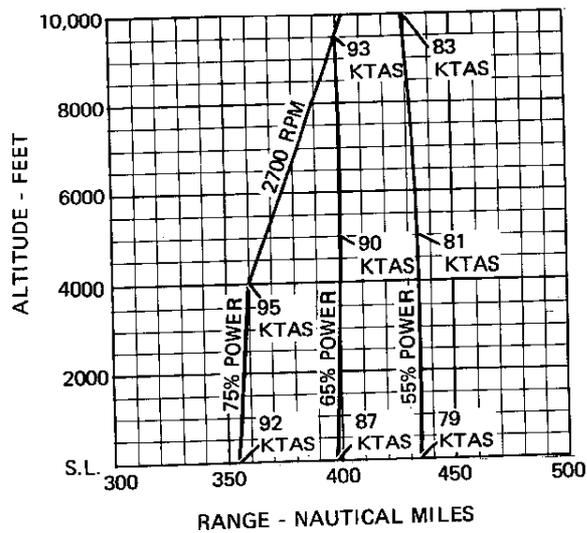 10,000
93
KTAS
83
KTAS
8000
2700 RPM
6000
90
KTAS
81
KTAS
4000
95
KTAS
75% POWER
65% POWER
55% POWER
2000
92
KTAS
87
KTAS
79
KTAS
S.L.
300
350
400
450
500
ALTITUDE - FEET
RANGE - NAUTICAL MILES